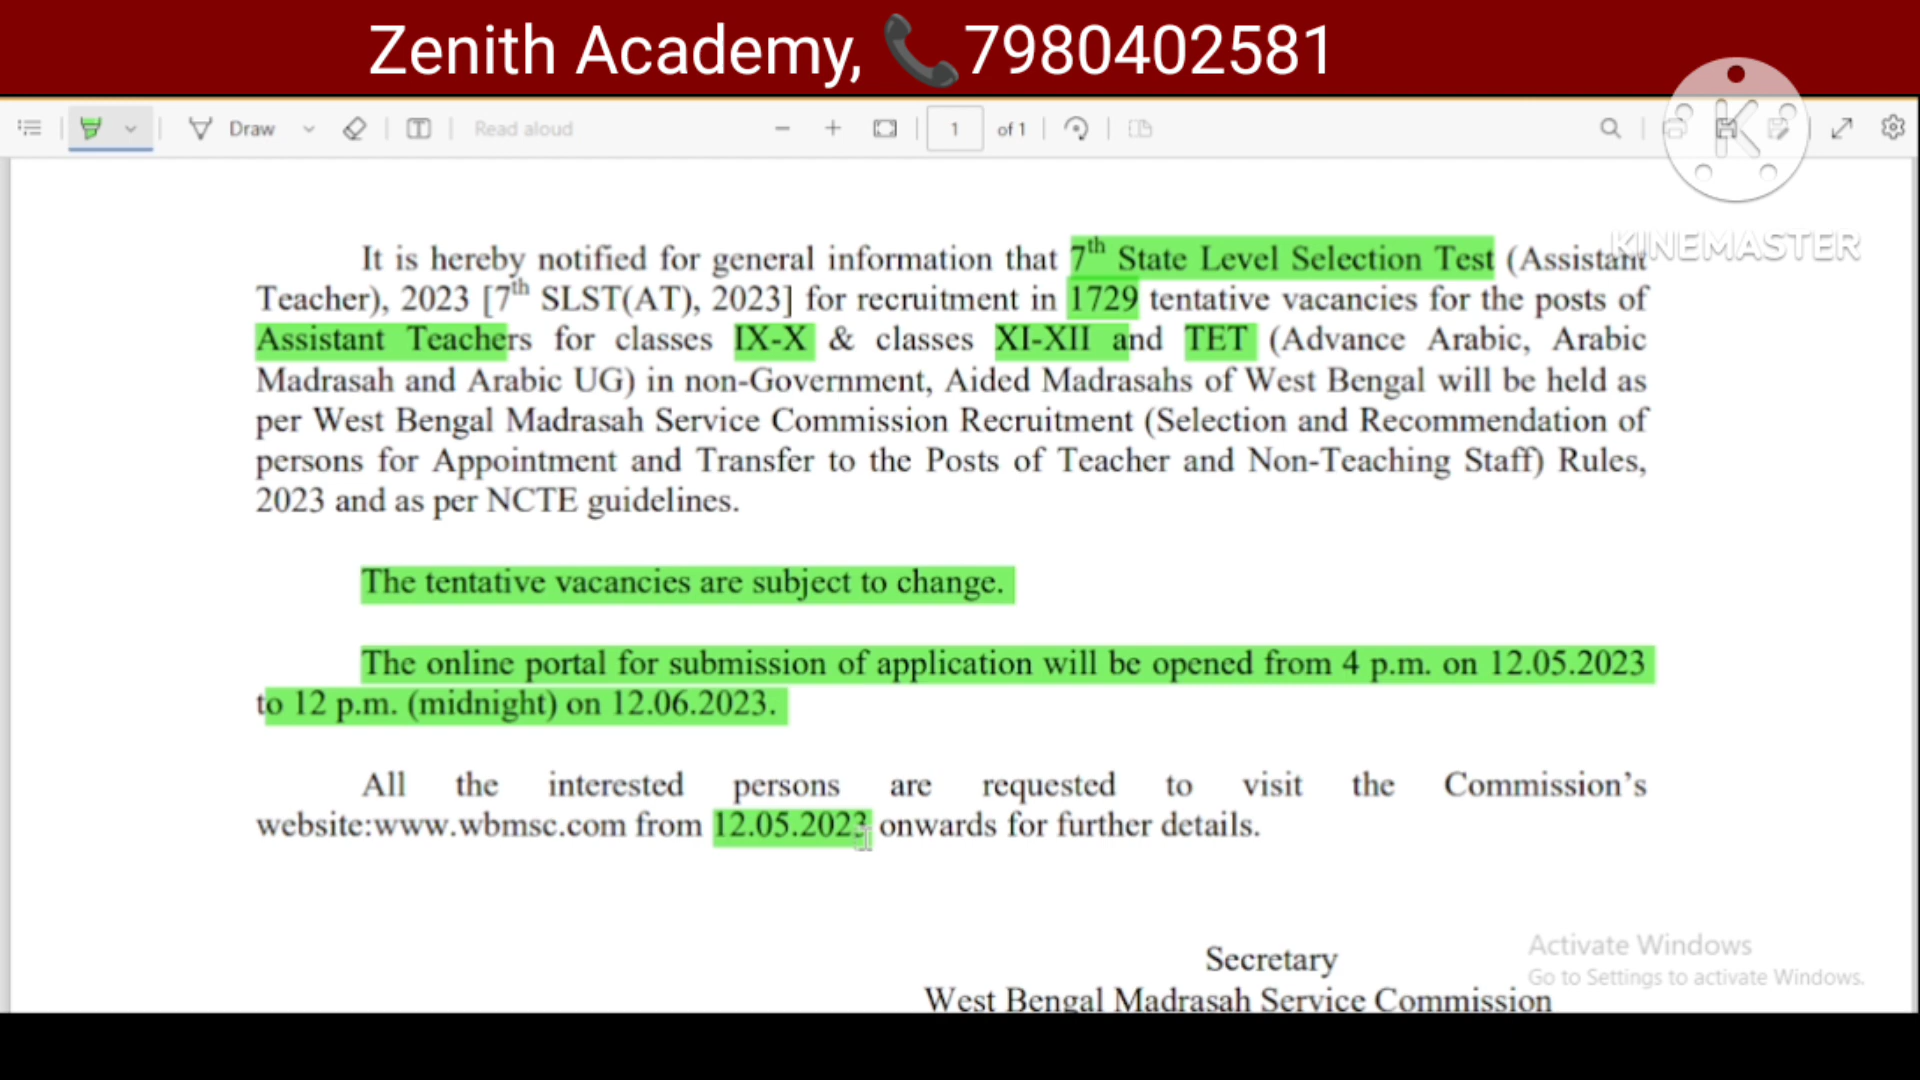 Zenith Academy, 📞7980402581
Draw
Read aloud
1
of 1
KINEMASTER
It is hereby notified for general information that 7th State Level Selection Test (Assistant
Teacher), 2023 [7th SLST(AT), 2023] for recruitment in 1729 tentative vacancies for the posts of
Assistant Teachers for classes IX-X & classes XI-XII and TET (Advance Arabic, Arabic
Madrasah and Arabic UG) in non-Government, Aided Madrasahs of West Bengal will be held as
per West Bengal Madrasah Service Commission Recruitment (Selection and Recommendation of
persons for Appointment and Transfer to the Posts of Teacher and Non-Teaching Staff) Rules,
2023 and as per NCTE guidelines.
The tentative vacancies are subject to change.
The online portal for submission of application will be opened from 4 p.m. on 12.05.2023
to 12 p.m. (midnight) on 12.06.2023.
All the interested persons are requested to visit the Commission’s
website:www.wbmsc.com from 12.05.2023 onwards for further details.
Secretary
West Bengal Madrasah Service Commission
Activate Windows
Go to Settings to activate Windows.